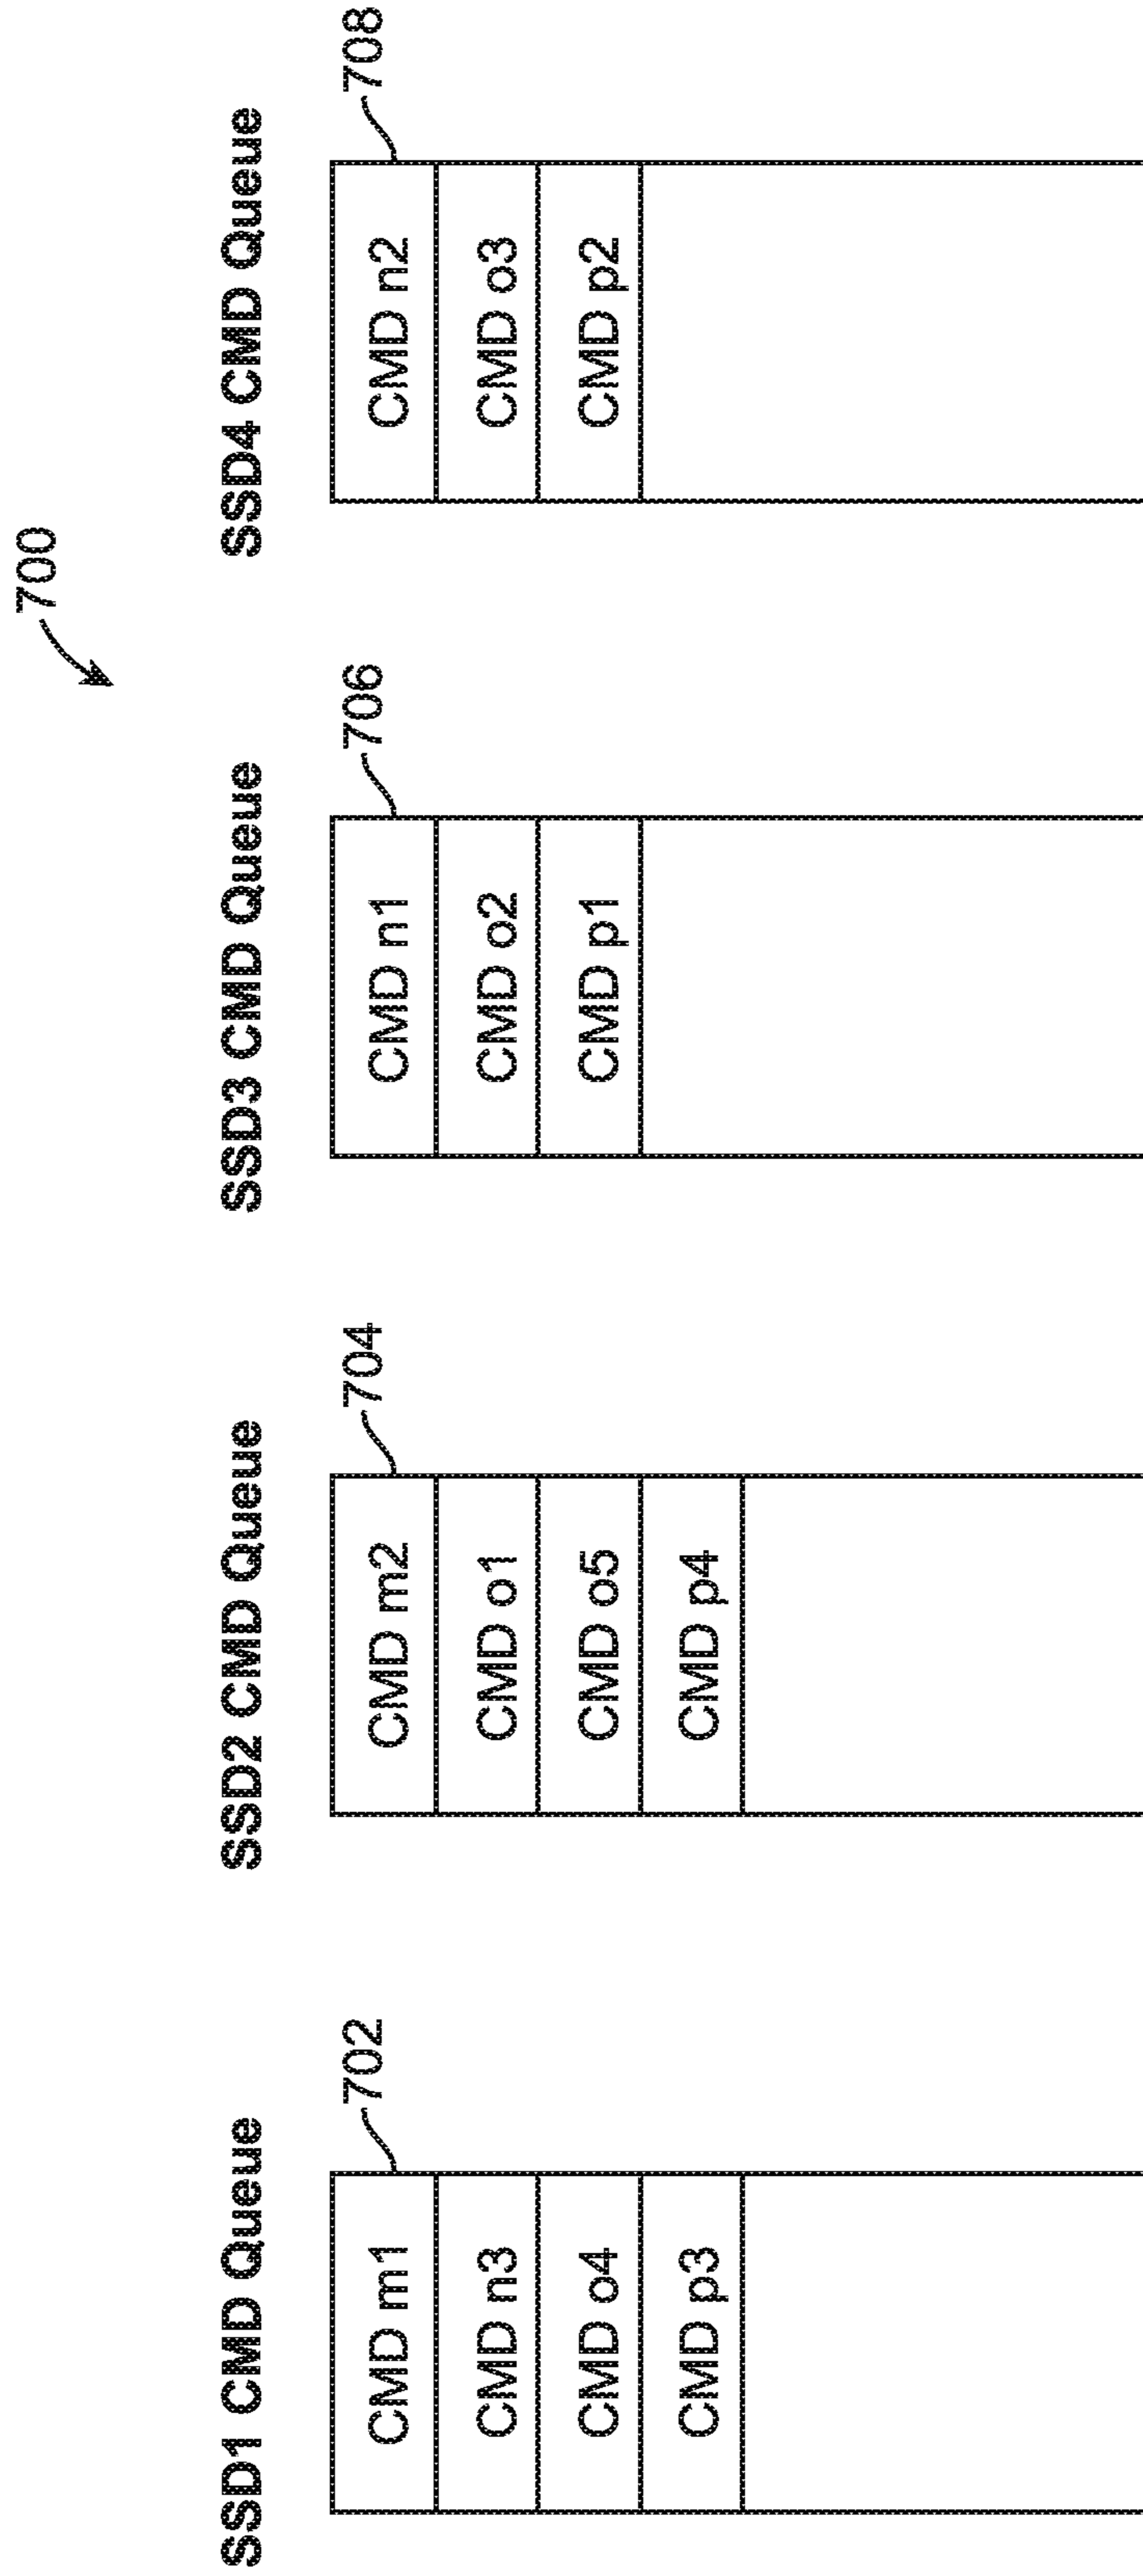 700
SSD1 CMD Queue
702
CMD m1
CMD n3
CMD o4
CMD p3
SSD2 CMD Queue
704
CMD m2
CMD o1
CMD o5
CMD p4
SSD3 CMD Queue
706
CMD n1
CMD o2
CMD p1
SSD4 CMD Queue
708
CMD n2
CMD o3
CMD p2